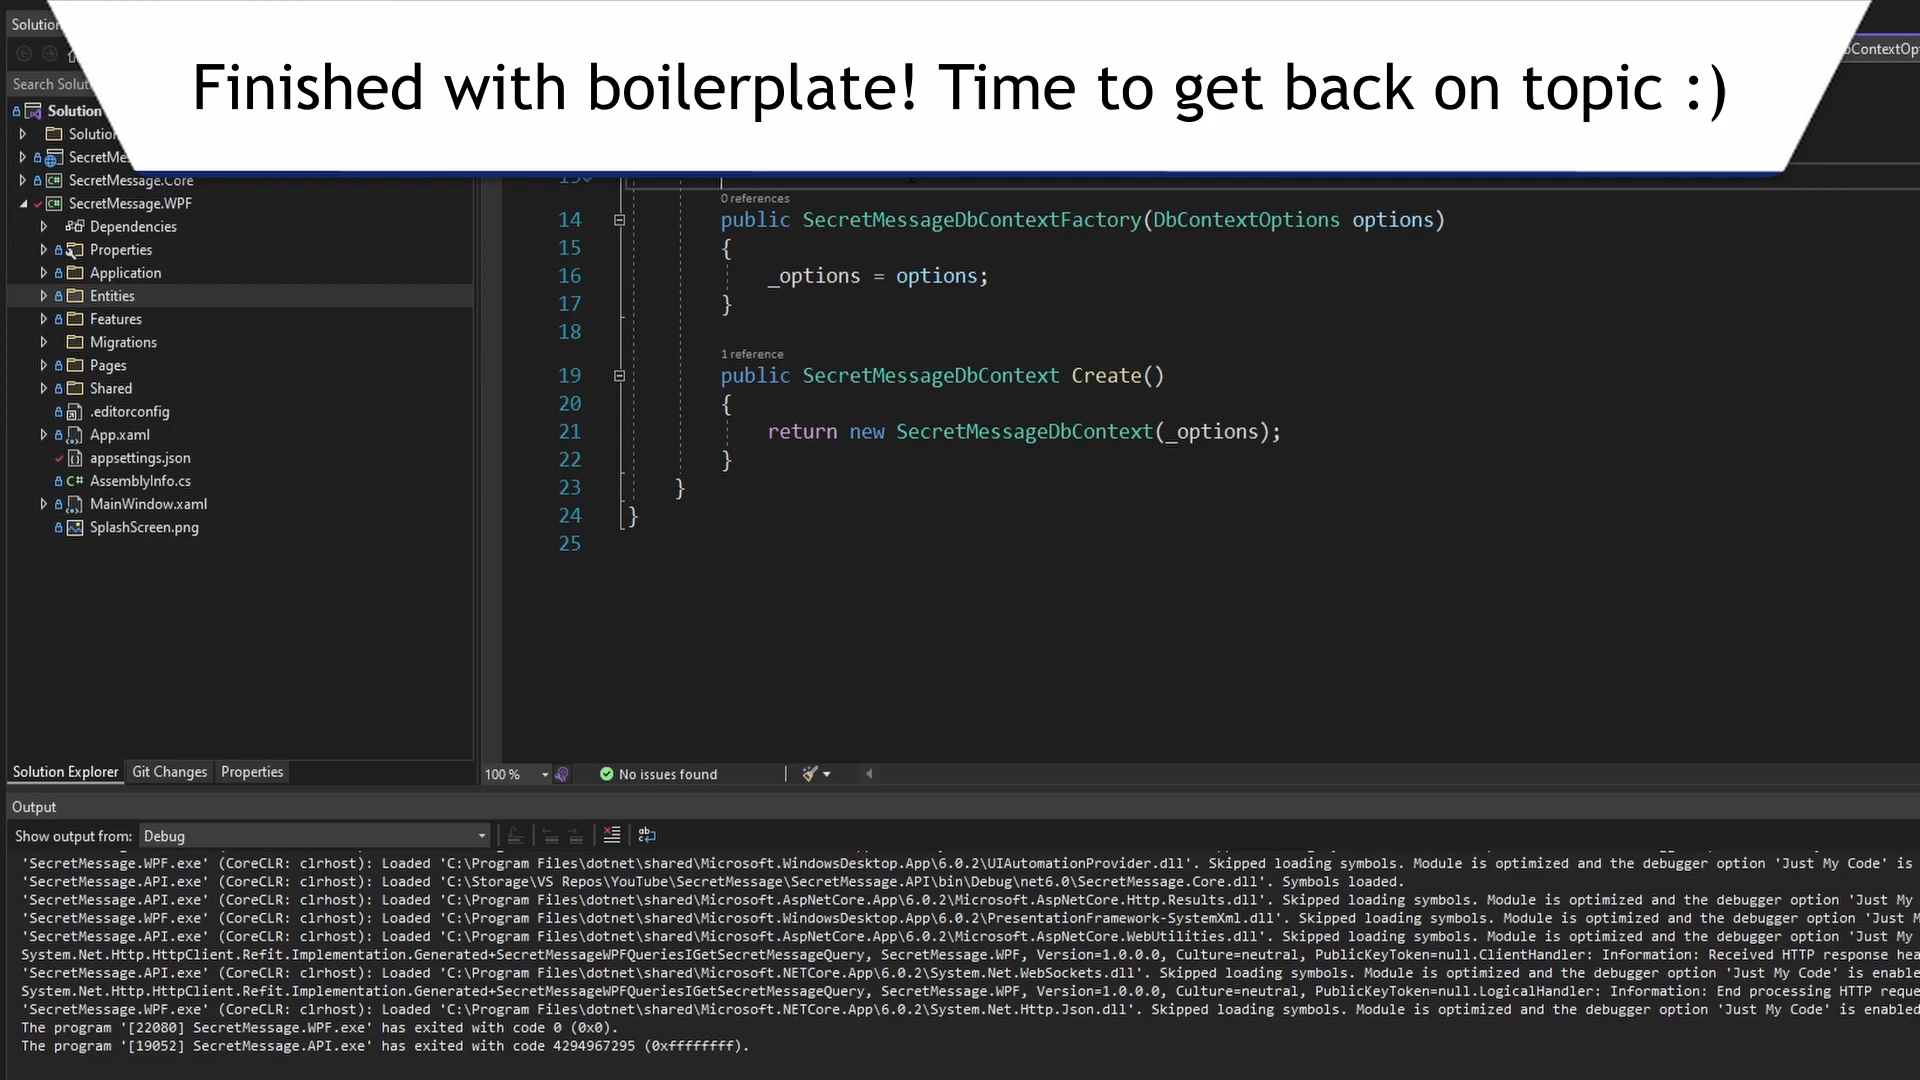 Solution
Finished with boilerplate! Time to get back on topic :)
bContextOpt
Search Solut
Solution
Solution
SecretMes
SecretMessage.Core
SecretMessage.WPF
Dependencies
Properties
Application
Entities
Features
Migrations
Pages
Shared
.editorconfig
App.xaml
appsettings.json
C# AssemblyInfo.cs
MainWindow.xaml
SplashScreen.png
0 references
14 public SecretMessageDbContextFactory(DbContextOptions options)
15 {
16 _options = options;
17 }
18
1 reference
19 public SecretMessageDbContext Create()
20 {
21 return new SecretMessageDbContext(_options);
22 }
23 }
24 }
25
Solution Explorer Git Changes Properties
100 % No issues found
Output
Show output from: Debug
'SecretMessage.WPF.exe' (CoreCLR: clrhost): Loaded 'C:\Program Files\dotnet\shared\Microsoft.WindowsDesktop.App\6.0.2\UIAutomationProvider.dll'. Skipped loading symbols. Module is optimized and the debugger option 'Just My Code' is
'SecretMessage.API.exe' (CoreCLR: clrhost): Loaded 'C:\Storage\VS Repos\YouTube\SecretMessage\SecretMessage.API\bin\Debug\net6.0\SecretMessage.Core.dll'. Symbols loaded.
'SecretMessage.API.exe' (CoreCLR: clrhost): Loaded 'C:\Program Files\dotnet\shared\Microsoft.AspNetCore.App\6.0.2\Microsoft.AspNetCore.Http.Results.dll'. Skipped loading symbols. Module is optimized and the debugger option 'Just My
'SecretMessage.WPF.exe' (CoreCLR: clrhost): Loaded 'C:\Program Files\dotnet\shared\Microsoft.WindowsDesktop.App\6.0.2\PresentationFramework-SystemXml.dll'. Skipped loading symbols. Module is optimized and the debugger option 'Just M
'SecretMessage.API.exe' (CoreCLR: clrhost): Loaded 'C:\Program Files\dotnet\shared\Microsoft.AspNetCore.App\6.0.2\Microsoft.AspNetCore.WebUtilities.dll'. Skipped loading symbols. Module is optimized and the debugger option 'Just My
System.Net.Http.HttpClient.Refit.Implementation.Generated+SecretMessageWPFQueriesIGetSecretMessageQuery, SecretMessage.WPF, Version=1.0.0.0, Culture=neutral, PublicKeyToken=null.ClientHandler: Information: Received HTTP response hea
'SecretMessage.API.exe' (CoreCLR: clrhost): Loaded 'C:\Program Files\dotnet\shared\Microsoft.NETCore.App\6.0.2\System.Net.WebSockets.dll'. Skipped loading symbols. Module is optimized and the debugger option 'Just My Code' is enable
System.Net.Http.HttpClient.Refit.Implementation.Generated+SecretMessageWPFQueriesIGetSecretMessageQuery, SecretMessage.WPF, Version=1.0.0.0, Culture=neutral, PublicKeyToken=null.LogicalHandler: Information: End processing HTTP reque
'SecretMessage.WPF.exe' (CoreCLR: clrhost): Loaded 'C:\Program Files\dotnet\shared\Microsoft.NETCore.App\6.0.2\System.Net.Http.Json.dll'. Skipped loading symbols. Module is optimized and the debugger option 'Just My Code' is enabled
The program '[22080] SecretMessage.WPF.exe' has exited with code 0 (0x0).
The program '[19052] SecretMessage.API.exe' has exited with code 4294967295 (0xffffffff).